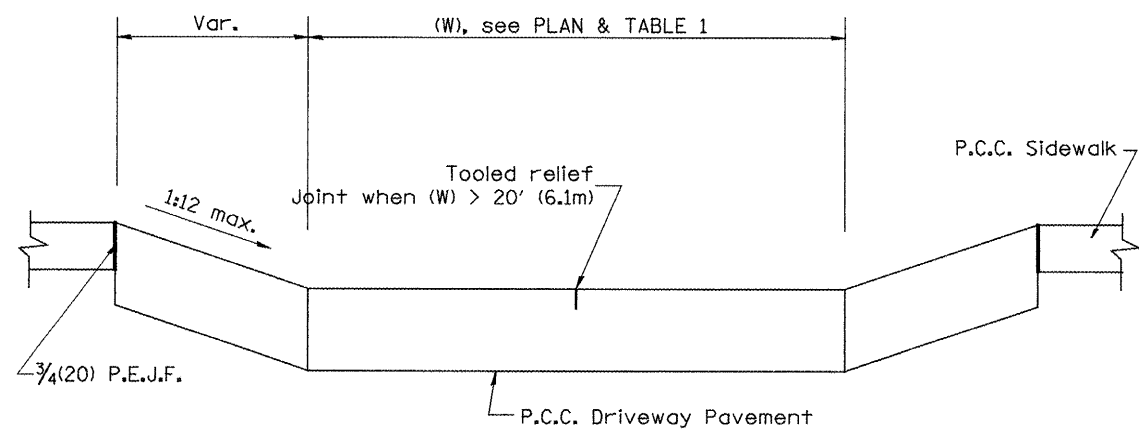 Var.
(W), see PLAN & TABLE 1
P.C.C. Sidewalk
Tooled relief
Joint when (W) > 20' (6.1m)
1:12 max.
3/4(20) P.E.J.F.
P.C.C. Driveway Pavement